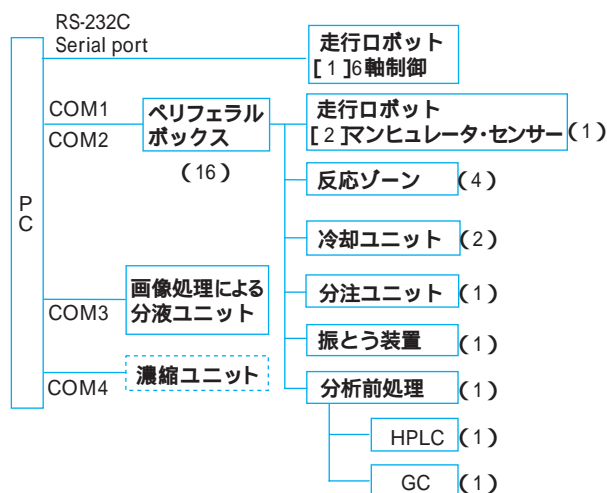 RS-232C
Serial port
走行ロボット
[1]6軸制御
COM1
COM2
ペリフェラル
ボックス
(16)
走行ロボット
[2]マンヒュレータ・センサー(1)
反応ゾーン (4)
冷却ユニット (2)
分注ユニット (1)
振とう装置 (1)
分析前処理 (1)
HPLC (1)
GC (1)
P
C
COM3
画像処理による
分液ユニット
COM4
濃縮ユニット